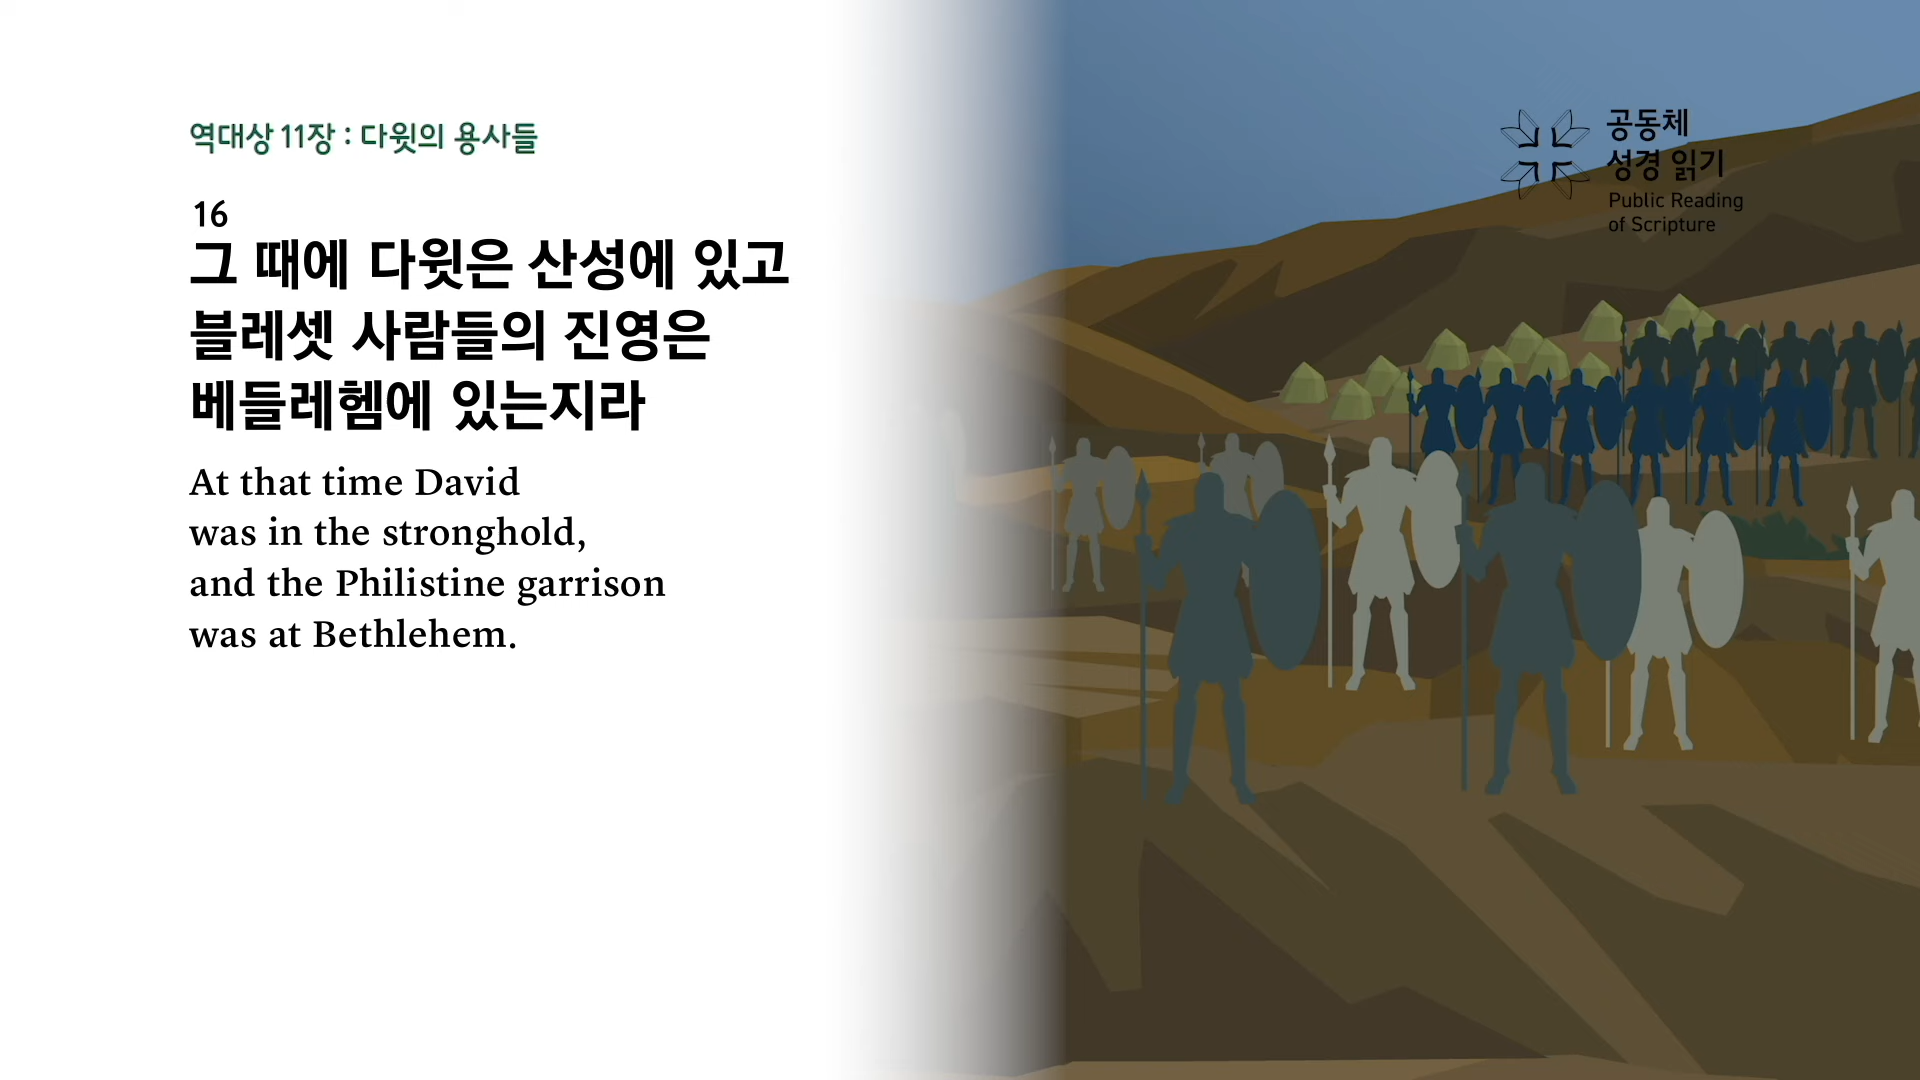 역대상 11장 : 다윗의 용사들
16
그 때에 다윗은 산성에 있고
블레셋 사람들의 진영은
베들레헴에 있는지라
At that time David
was in the stronghold,
and the Philistine garrison
was at Bethlehem.
공동체
성경 읽기
Public Reading
of Scripture